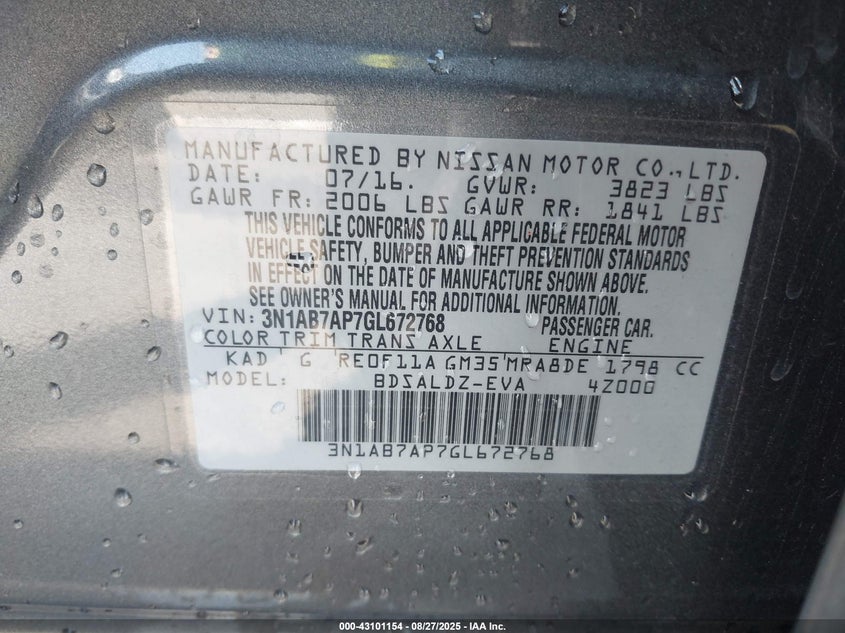 MANUFACTURED BY NISSAN MOTOR CO.,LTD.
DATE: 07/16. GVWR: 3823 LBS
GAWR FR: 2006 LBS GAWR RR: 1841 LBS
THIS VEHICLE CONFORMS TO ALL APPLICABLE FEDERAL MOTOR
VEHICLE SAFETY, BUMPER AND THEFT PREVENTION STANDARDS
IN EFFECT ON THE DATE OF MANUFACTURE SHOWN ABOVE.
SEE OWNER'S MANUAL FOR ADDITIONAL INFORMATION.
VIN: 3N1AB7AP7GL672768 PASSENGER CAR.
COLOR TRIM TRANS AXLE ENGINE
KAD G RE0F11A GM35 MRA8DE 1798 CC
MODEL: BDSALDZ-EVA 4Z000
3N1AB7AP7GL672768
000-43101154 - 08/27/2025 - IAA Inc.